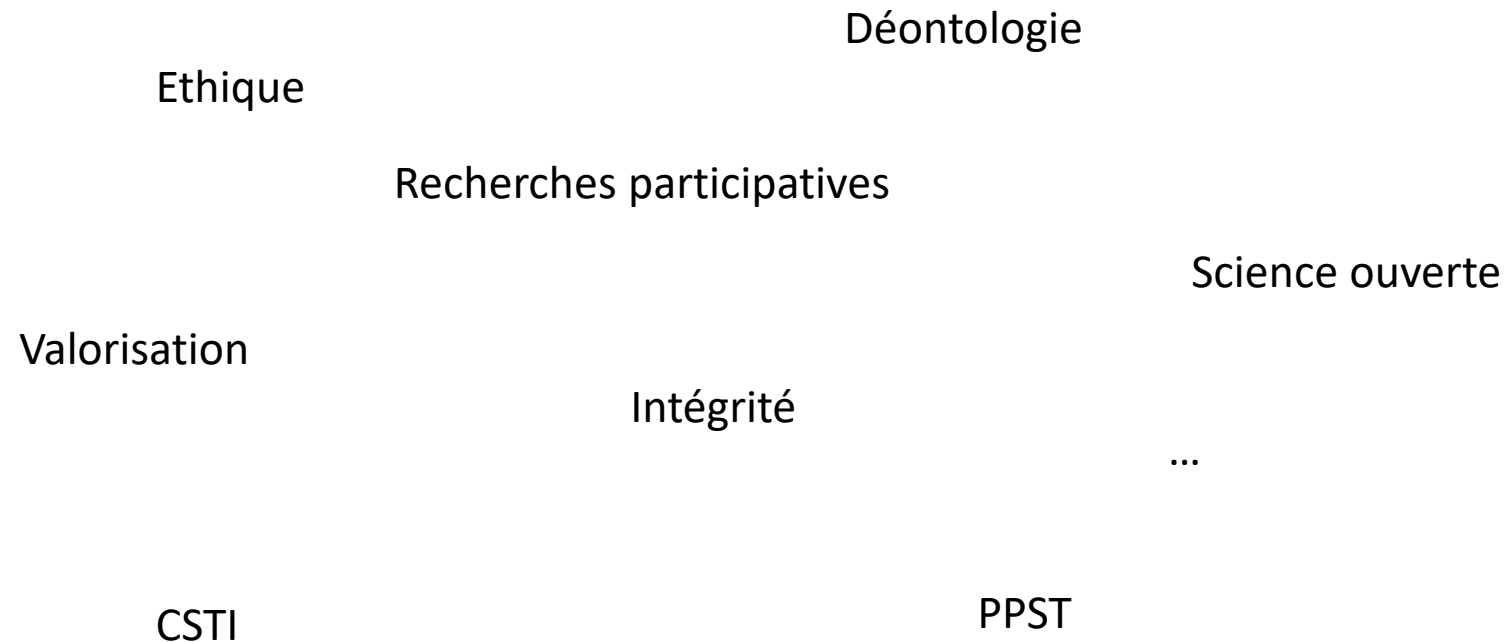 Déontologie
Ethique
Recherches participatives
Science ouverte
Valorisation
Intégrité
...
CSTI
PPST